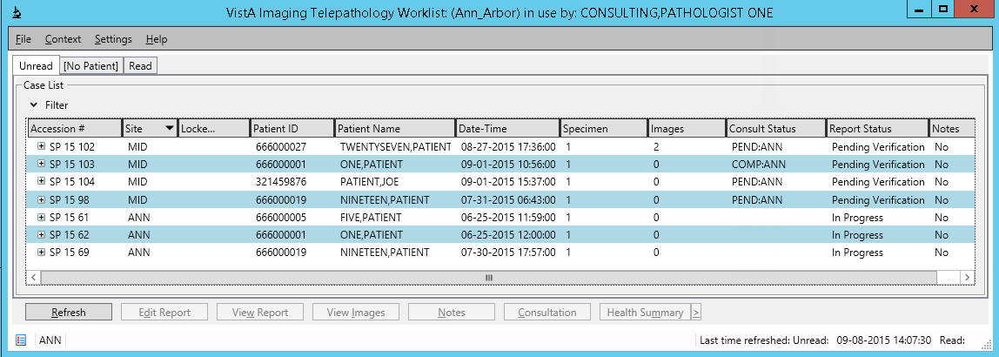 VistA Imaging Telepathology Worklist: (Ann_Arbor) in use by: CONSULTING,PATHOLOGIST ONE
File Context Settings Help
Unread [No Patient] Read
Case List
Filter
Accession # Site Locke... Patient ID Patient Name Date-Time Specimen Images Consult Status Report Status Notes
SP 15 102 MID 666000027 TWENTYSEVEN,PATIENT 08-27-2015 17:36:00 1 2 PEND:ANN Pending Verification No
SP 15 103 MID 666000001 ONE,PATIENT 09-01-2015 10:56:00 1 0 COMP:ANN Pending Verification No
SP 15 104 MID 321459876 PATIENT,JOE 09-01-2015 15:37:00 1 0 PEND:ANN Pending Verification No
SP 15 98 MID 666000019 NINETEEN,PATIENT 07-31-2015 06:43:00 1 0 PEND:ANN Pending Verification No
SP 15 61 ANN 666000005 FIVE,PATIENT 06-25-2015 11:59:00 1 0 In Progress No
SP 15 62 ANN 666000001 ONE,PATIENT 06-25-2015 12:00:00 1 0 In Progress No
SP 15 69 ANN 666000019 NINETEEN,PATIENT 07-30-2015 17:57:00 1 0 In Progress No
Refresh Edit Report View Report View Images Notes Consultation Health Summary >
ANN Last time refreshed: Unread: 09-08-2015 14:07:30 Read: